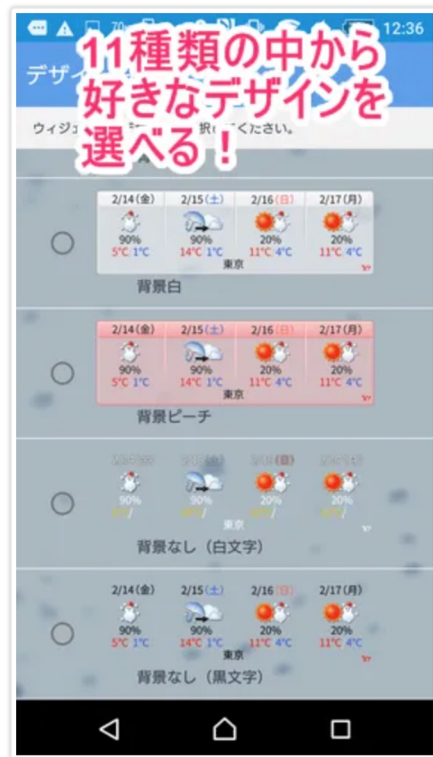 12:36
11種類の中から
好きなデザインを
選べる！
デザ
ウィジェ
択
ください。
2/14(金) 2/15(土) 2/16(日) 2/17(月)
90% 90% 20% 20%
5℃ 1℃ 14℃ 1℃ 11℃ 4℃ 11℃ 4℃
東京
背景白
2/14(金) 2/15(土) 2/16(日) 2/17(月)
90% 90% 20% 20%
5℃ 1℃ 14℃ 1℃ 11℃ 4℃ 11℃ 4℃
東京
背景ピーチ
90% 90% 20% 20%
東京
背景なし（白文字）
2/14(金) 2/15(土) 2/16(日) 2/17(月)
90% 90% 20% 20%
5℃ 1℃ 14℃ 1℃ 11℃ 4℃ 11℃ 4℃
東京
背景なし（黒文字）